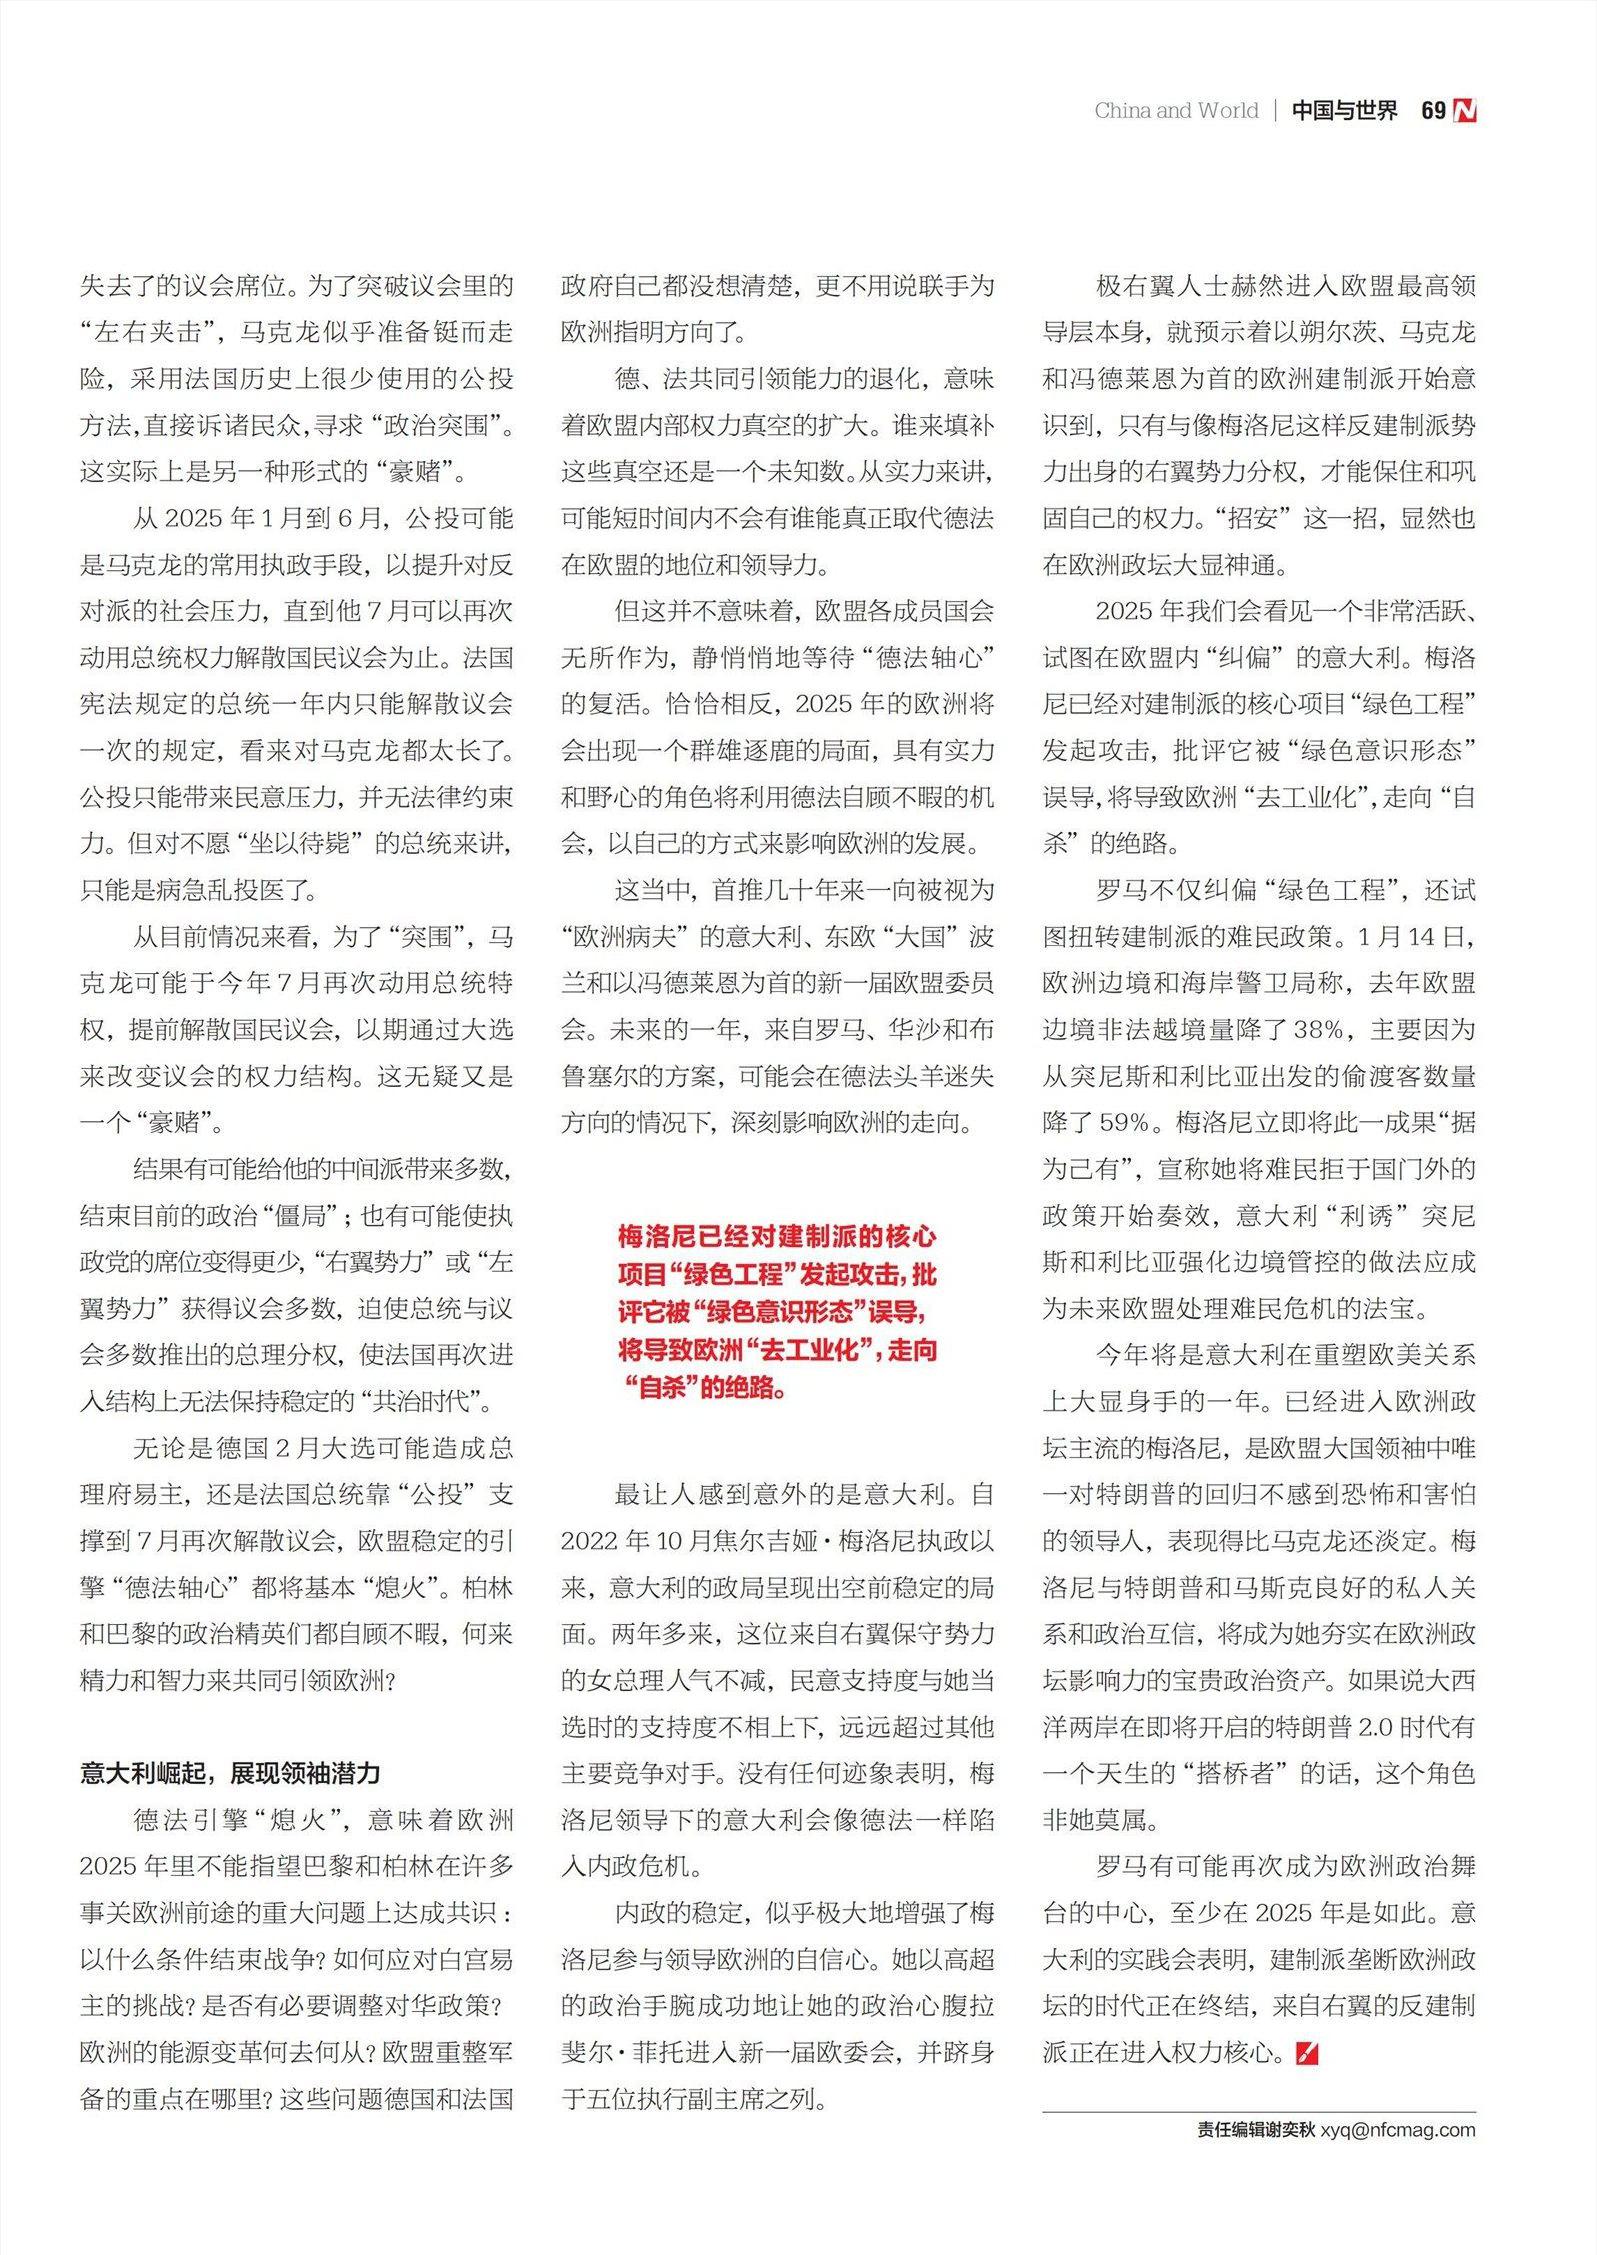 China and World | 中国与世界 69
失去了的议会席位。为了突破议会里的
“左右夹击”，马克龙似乎准备铤而走
险，采用法国历史上很少使用的公投
方法，直接诉诸民众，寻求“政治突围”。
这实际上是另一种形式的“豪赌”。
从 2025 年 1 月到 6 月，公投可能
是马克龙的常用执政手段，以提升对反
对派的社会压力，直到他 7 月可以再次
动用总统权力解散国民议会为止。法国
宪法规定的总统一年内只能解散议会
一次的规定，看来对马克龙都太长了。
公投只能带来民意压力，并无法律约束
力。但对不愿“坐以待毙”的总统来讲，
只能是病急乱投医了。
从目前情况来看，为了“突围”，马
克龙可能于今年 7 月再次动用总统特
权，提前解散国民议会，以期通过大选
来改变议会的权力结构。这无疑又是
一个“豪赌”。
结果有可能给他的中间派带来多数，
结束目前的政治“僵局”；也有可能使执
政党的席位变得更少，“右翼势力”或“左
翼势力”获得议会多数，迫使总统与议
会多数推出的总理分权，使法国再次进
入结构上无法保持稳定的“共治时代”。
无论是德国 2 月大选可能造成总
理府易主，还是法国总统靠“公投”支
撑到 7 月再次解散议会，欧盟稳定的引
擎“德法轴心”都将基本“熄火”。柏林
和巴黎的政治精英们都自顾不暇，何来
精力和智力来共同引领欧洲？
意大利崛起，展现领袖潜力
德法引擎“熄火”，意味着欧洲
2025 年里不能指望巴黎和柏林在许多
事关欧洲前途的重大问题上达成共识：
以什么条件结束战争？如何应对白宫易
主的挑战？是否有必要调整对华政策？
欧洲的能源变革何去何从？欧盟重整军
备的重点在哪里？这些问题德国和法国
政府自己都没想清楚，更不用说联手为
欧洲指明方向了。
德、法共同引领能力的退化，意味
着欧盟内部权力真空的扩大。谁来填补
这些真空还是一个未知数。从实力来讲，
可能短时间内不会有谁能真正取代德法
在欧盟的地位和领导力。
但这并不意味着，欧盟各成员国会
无所作为，静悄悄地等待“德法轴心”
的复活。恰恰相反，2025 年的欧洲将
会出现一个群雄逐鹿的局面，具有实力
和野心的角色将利用德法自顾不暇的机
会，以自己的方式来影响欧洲的发展。
这当中，首推几十年来一向被视为
“欧洲病夫”的意大利、东欧“大国”波
兰和以冯德莱恩为首的新一届欧盟委员
会。未来的一年，来自罗马、华沙和布
鲁塞尔的方案，可能会在德法头羊迷失
方向的情况下，深刻影响欧洲的走向。
梅洛尼已经对建制派的核心
项目“绿色工程”发起攻击，批
评它被“绿色意识形态”误导，
将导致欧洲“去工业化”，走向
“自杀”的绝路。
最让人感到意外的是意大利。自
2022 年 10 月焦尔吉娅·梅洛尼执政以
来，意大利的政局呈现出空前稳定的局
面。两年多来，这位来自右翼保守势力
的女总理人气不减，民意支持度与她当
选时的支持度不相上下，远远超过其他
主要竞争对手。没有任何迹象表明，梅
洛尼领导下的意大利会像德法一样陷
入内政危机。
内政的稳定，似乎极大地增强了梅
洛尼参与领导欧洲的自信心。她以高超
的政治手腕成功地让她的政治心腹拉
斐尔·菲托进入新一届欧委会，并跻身
于五位执行副主席之列。
极右翼人士赫然进入欧盟最高领
导层本身，就预示着以朔尔茨、马克龙
和冯德莱恩为首的欧洲建制派开始意
识到，只有与像梅洛尼这样反建制派势
力出身的右翼势力分权，才能保住和巩
固自己的权力。“招安”这一招，显然也
在欧洲政坛大显神通。
2025 年我们会看见一个非常活跃、
试图在欧盟内“纠偏”的意大利。梅洛
尼已经对建制派的核心项目“绿色工程”
发起攻击，批评它被“绿色意识形态”
误导，将导致欧洲“去工业化”，走向“自
杀”的绝路。
罗马不仅纠偏“绿色工程”，还试
图扭转建制派的难民政策。1 月 14 日，
欧洲边境和海岸警卫局称，去年欧盟
边境非法越境量降了 38%，主要因为
从突尼斯和利比亚出发的偷渡客数量
降了 59%。梅洛尼立即将此一成果“据
为己有”，宣称她将难民拒于国门外的
政策开始奏效，意大利“利诱”突尼
斯和利比亚强化边境管控的做法应成
为未来欧盟处理难民危机的法宝。
今年将是意大利在重塑欧美关系
上大显身手的一年。已经进入欧洲政
坛主流的梅洛尼，是欧盟大国领袖中唯
一对特朗普的回归不感到恐怖和害怕
的领导人，表现得比马克龙还淡定。梅
洛尼与特朗普和马斯克良好的私人关
系和政治互信，将成为她夯实在欧洲政
坛影响力的宝贵政治资产。如果说大西
洋两岸在即将开启的特朗普 2.0 时代有
一个天生的“搭桥者”的话，这个角色
非她莫属。
罗马有可能再次成为欧洲政治舞
台的中心，至少在 2025 年是如此。意
大利的实践会表明，建制派垄断欧洲政
坛的时代正在终结，来自右翼的反建制
派正在进入权力核心。
责任编辑谢奕秋 xyq@nfcmag.com